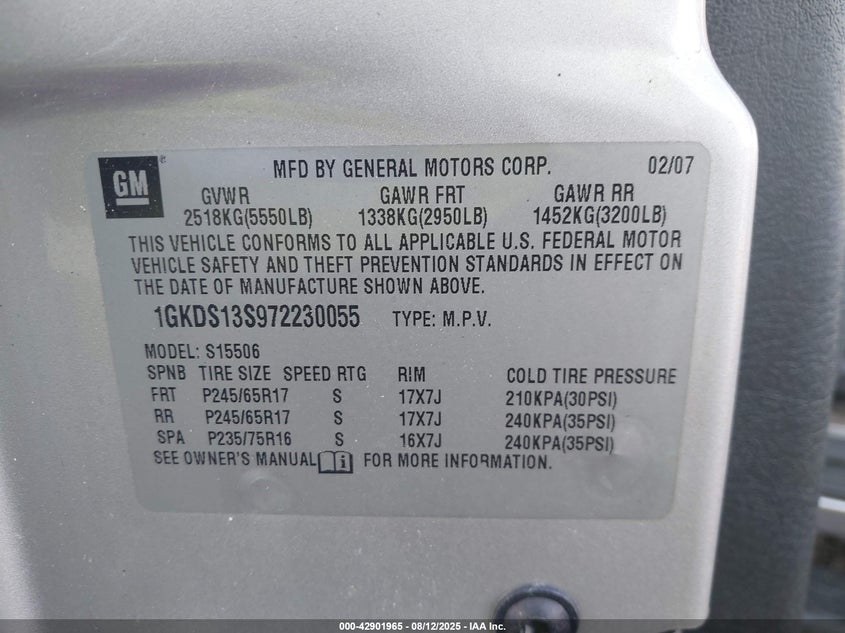 GM ® MFD BY GENERAL MOTORS CORP. 02/07
GVWR GAWR FRT GAWR RR
2518KG(5550LB) 1338KG(2950LB) 1452KG(3200LB)
THIS VEHICLE CONFORMS TO ALL APPLICABLE U.S. FEDERAL MOTOR
VEHICLE SAFETY AND THEFT PREVENTION STANDARDS IN EFFECT ON
THE DATE OF MANUFACTURE SHOWN ABOVE.
1GKDS13S972230055 TYPE: M.P.V.
MODEL: S15506
SPNB TIRE SIZE SPEED RTG RIM COLD TIRE PRESSURE
FRT P245/65R17 S 17X7J 210KPA(30PSI)
RR P245/65R17 S 17X7J 240KPA(35PSI)
SPA P235/75R16 S 16X7J 240KPA(35PSI)
SEE OWNER'S MANUAL i FOR MORE INFORMATION.
000-42901965 - 08/12/2025 - IAA Inc.